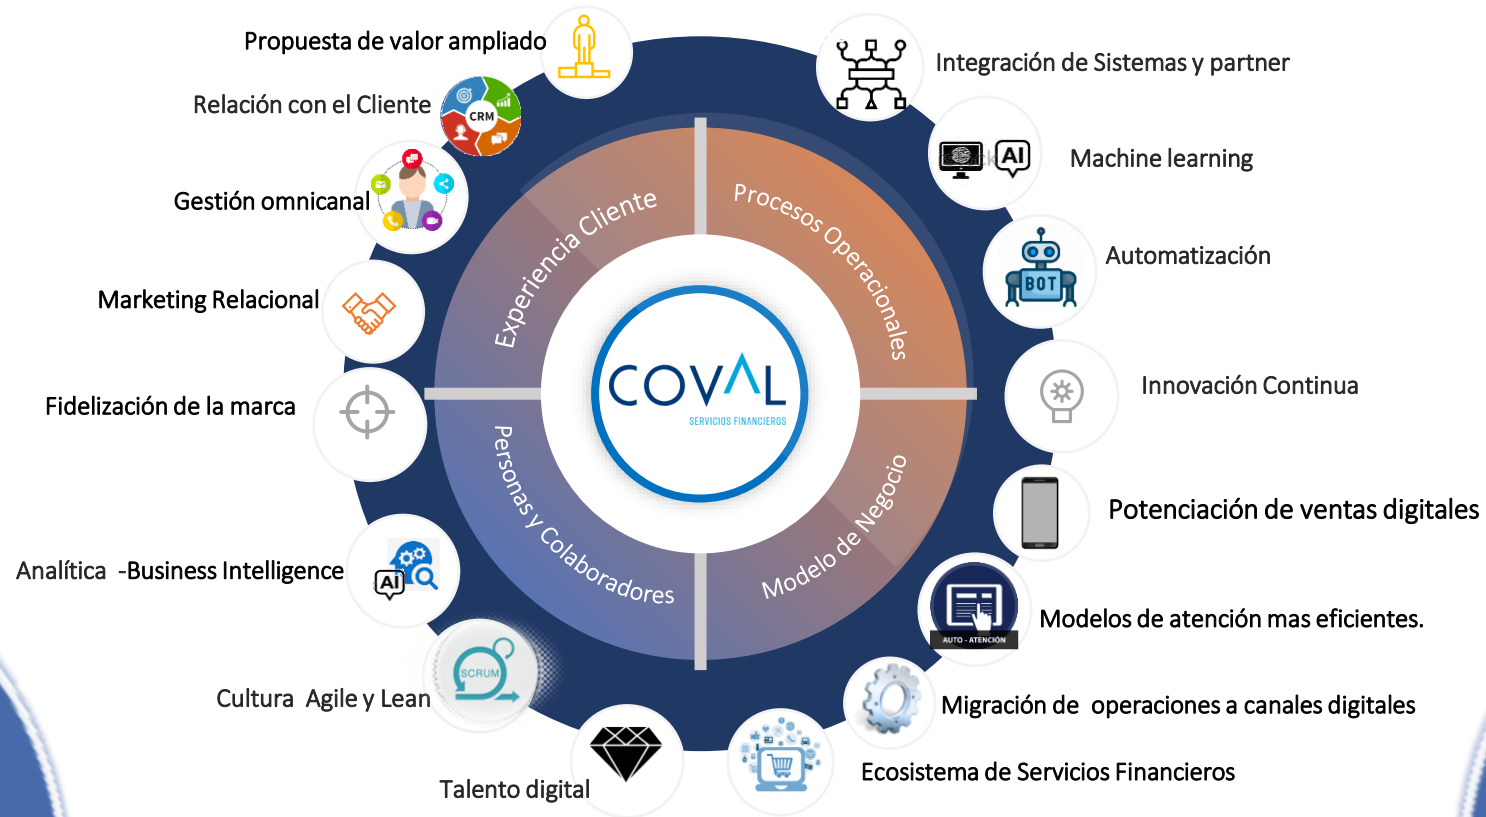 Propuesta de valor ampliado
Relación con el Cliente
CRM
Gestión omnicanal
Marketing Relacional
Fidelización de la marca
Analítica -Business Intelligence
AI
SCRUM
Cultura Agile y Lean
Talento digital
Integración de Sistemas y partner
AI
Machine learning
BOT
Automatización
Innovación Continua
Potenciación de ventas digitales
AUTO - ATENCIÓN
Modelos de atención mas eficientes.
Migración de operaciones a canales digitales
Ecosistema de Servicios Financieros
Experiencia Cliente
Procesos Operacionales
Personas y Colaboradores
Modelo de Negocio
COVAL
SERVICIOS FINANCIEROS